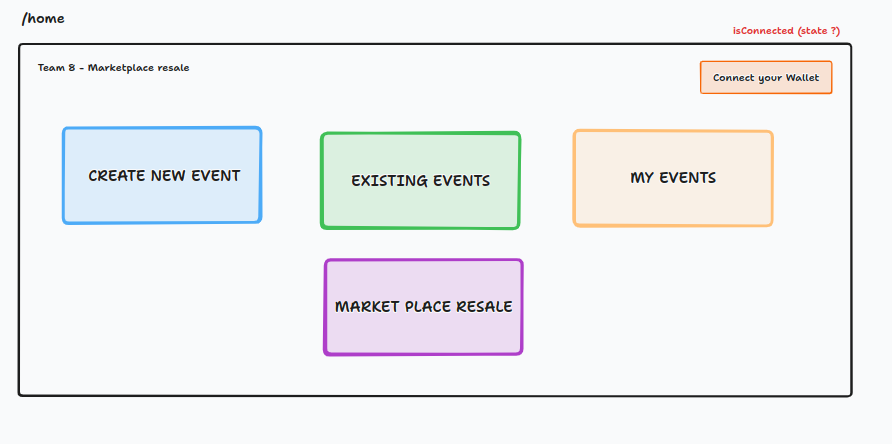 /home
isConnected (state ?)
Team 8 - Marketplace resale
Connect your Wallet
CREATE NEW EVENT
EXISTING EVENTS
MY EVENTS
MARKET PLACE RESALE